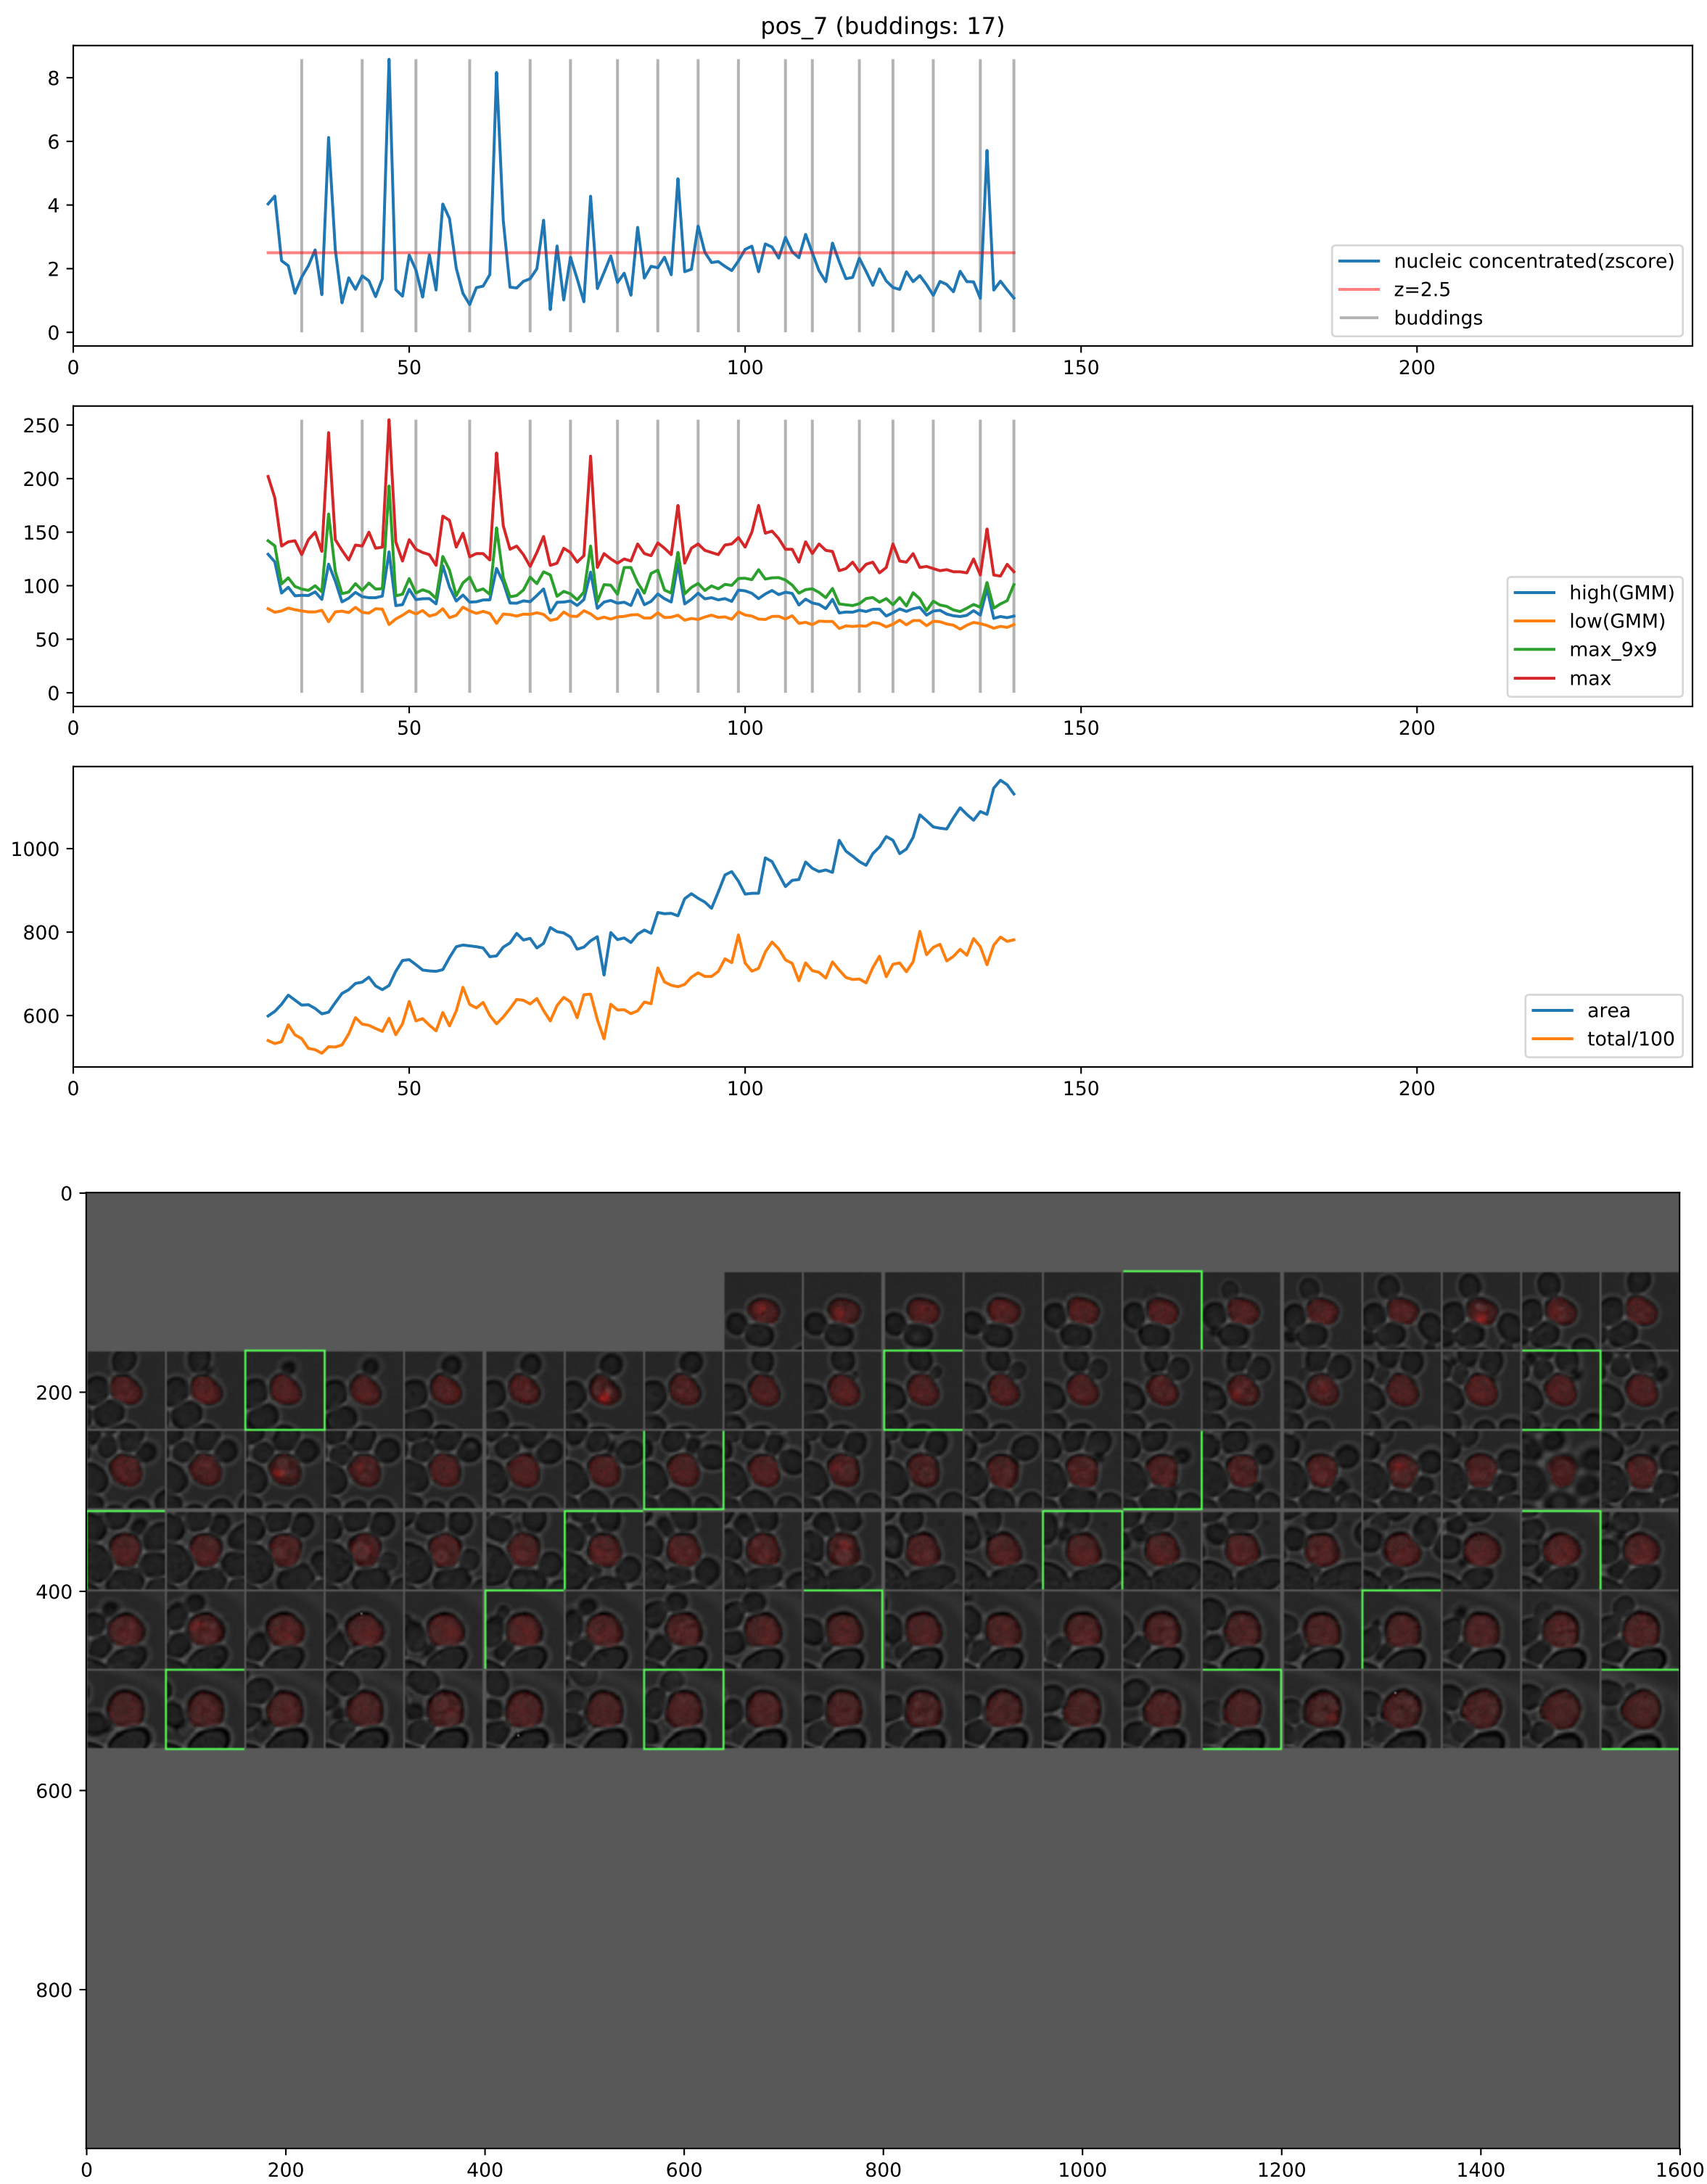 pos_7 (buddings: 17)
8
6
4
2
0
nucleic concentrated(zscore)
z=2.5
buddings
0 50 100 150 200
250
200
150
100
50
0
high(GMM)
low(GMM)
max_9x9
max
0 50 100 150 200
1000
800
600
area
total/100
0 50 100 150 200
0
200
400
600
800
0 200 400 600 800 1000 1200 1400 1600